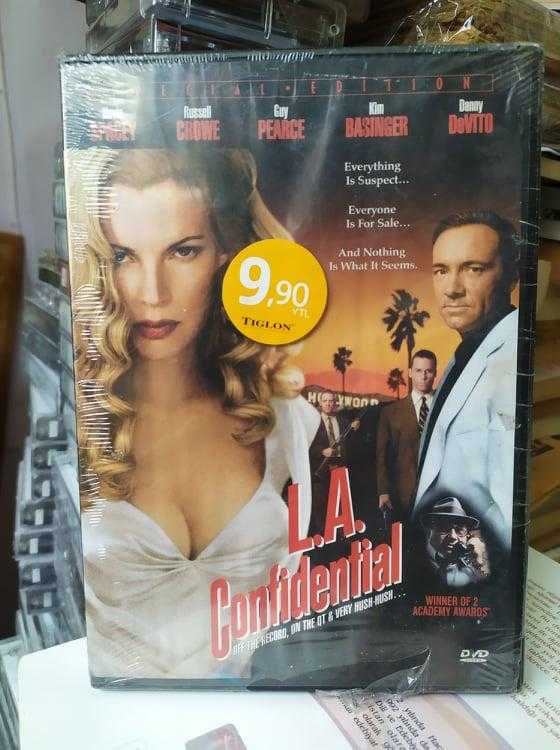 ECIAL • EDITION
Russell
CROWE
Guy
PEARCE
Kim
BASINGER
Danny
DeVITO
Everything
Is Suspect...
Everyone
Is For Sale...
And Nothing
Is What It Seems.
9,90
YTL
TIGLON
HOLLYWOOD
L.A.
Confidential
OFF THE RECORD, ON THE QT & VERY HUSH-HUSH...
WINNER OF 2
ACADEMY AWARDS
DVD